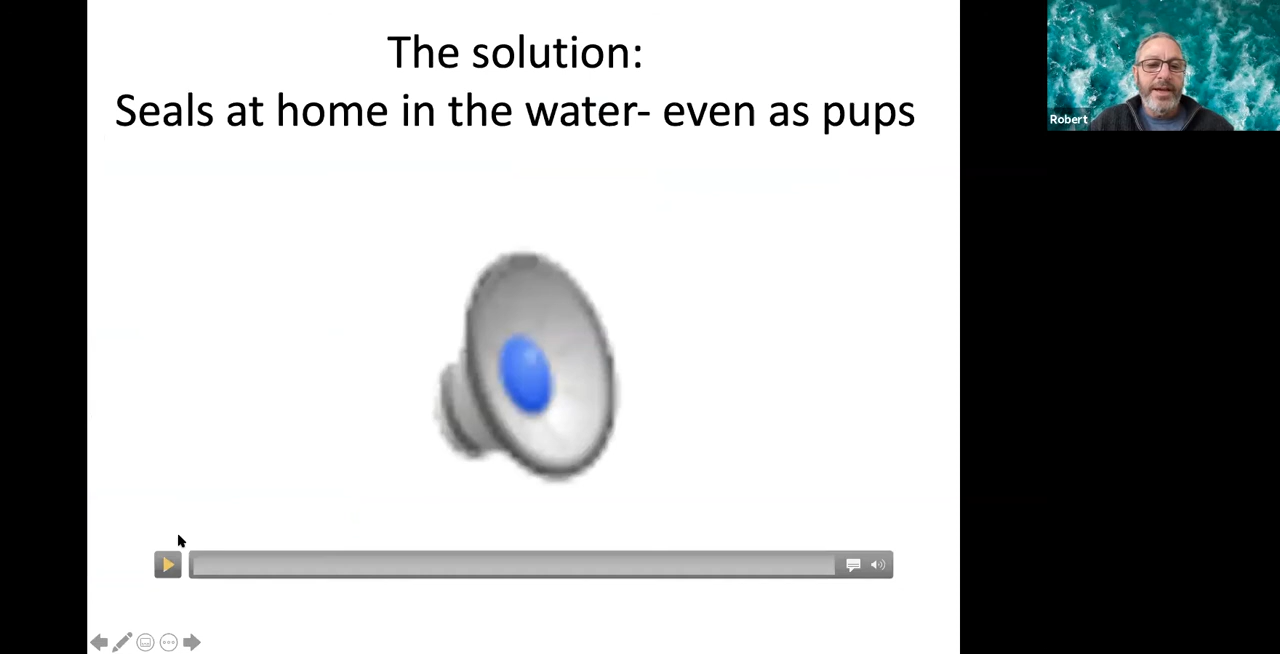 The solution:
Seals at home in the water- even as pups
Robert